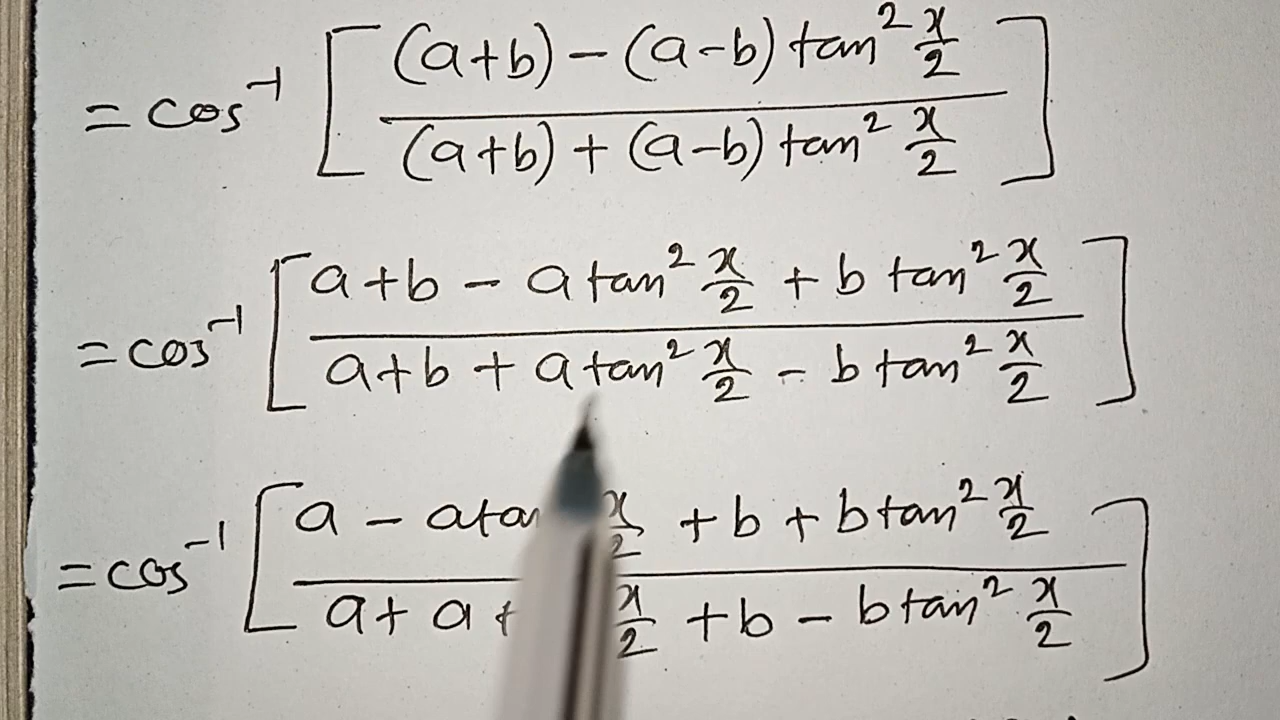 = cos⁻¹ [ ((a+b) − (a−b) tan² x/2) / ((a+b) + (a−b) tan² x/2) ]
= cos⁻¹ [ (a+b − a tan² x/2 + b tan² x/2) / (a+b + a tan² x/2 − b tan² x/2) ]
= cos⁻¹ [ (a − a ta x/2 + b + b tan² x/2) / (a + a x/2 + b − b tan² x/2) ]